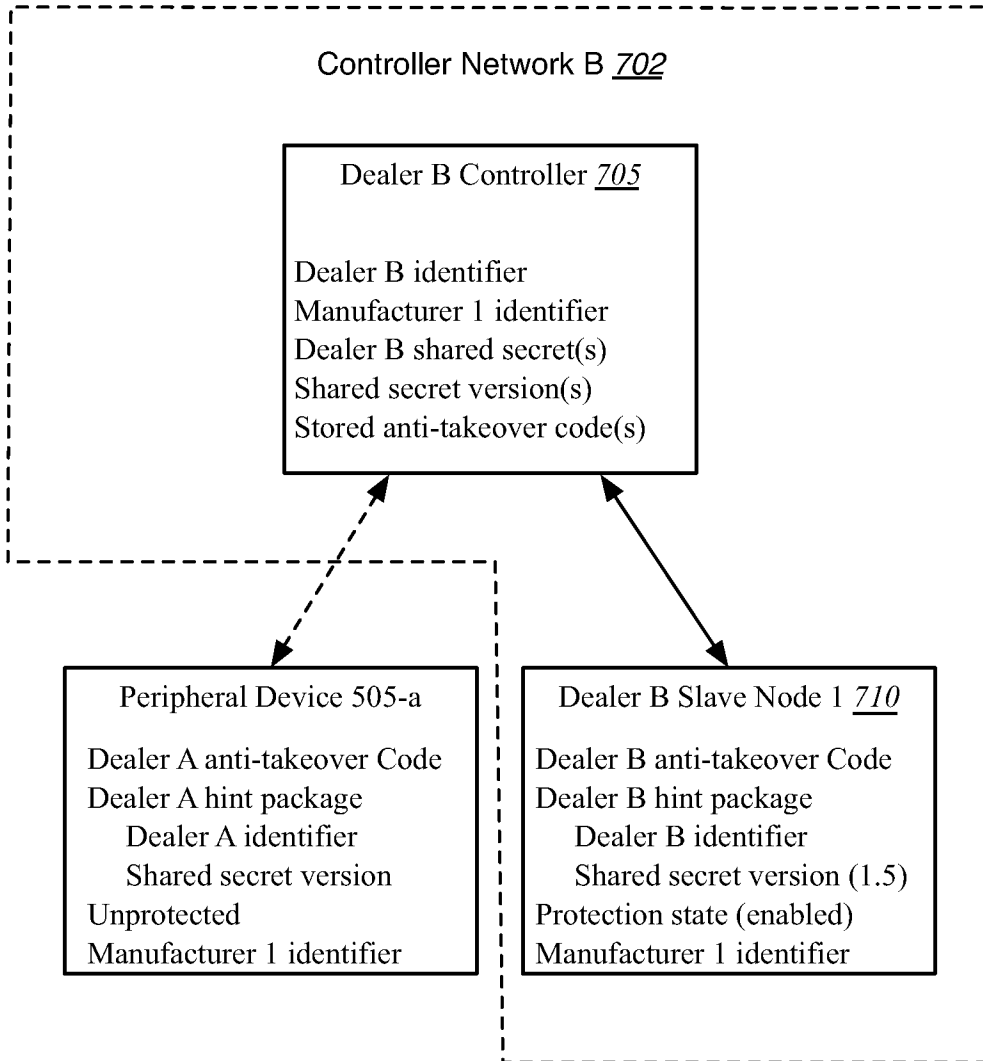 Controller Network B 702
Dealer B Controller 705
Dealer B identifier
Manufacturer 1 identifier
Dealer B shared secret(s)
Shared secret version(s)
Stored anti-takeover code(s)
Peripheral Device 505-a
Dealer A anti-takeover Code
Dealer A hint package
Dealer A identifier
Shared secret version
Unprotected
Manufacturer 1 identifier
Dealer B Slave Node 1 710
Dealer B anti-takeover Code
Dealer B hint package
Dealer B identifier
Shared secret version (1.5)
Protection state (enabled)
Manufacturer 1 identifier